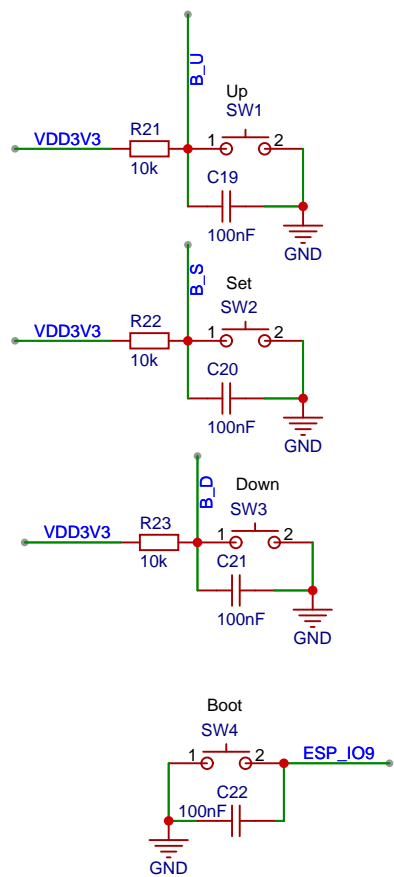 B_U
Up
SW1
VDD3V3
R21
1
2
10k
C19
100nF
GND
B_S
Set
SW2
VDD3V3
R22
1
2
10k
C20
100nF
GND
B_D
Down
SW3
VDD3V3
R23
1
2
10k
C21
100nF
GND
Boot
SW4
1
2
ESP_IO9
C22
100nF
GND